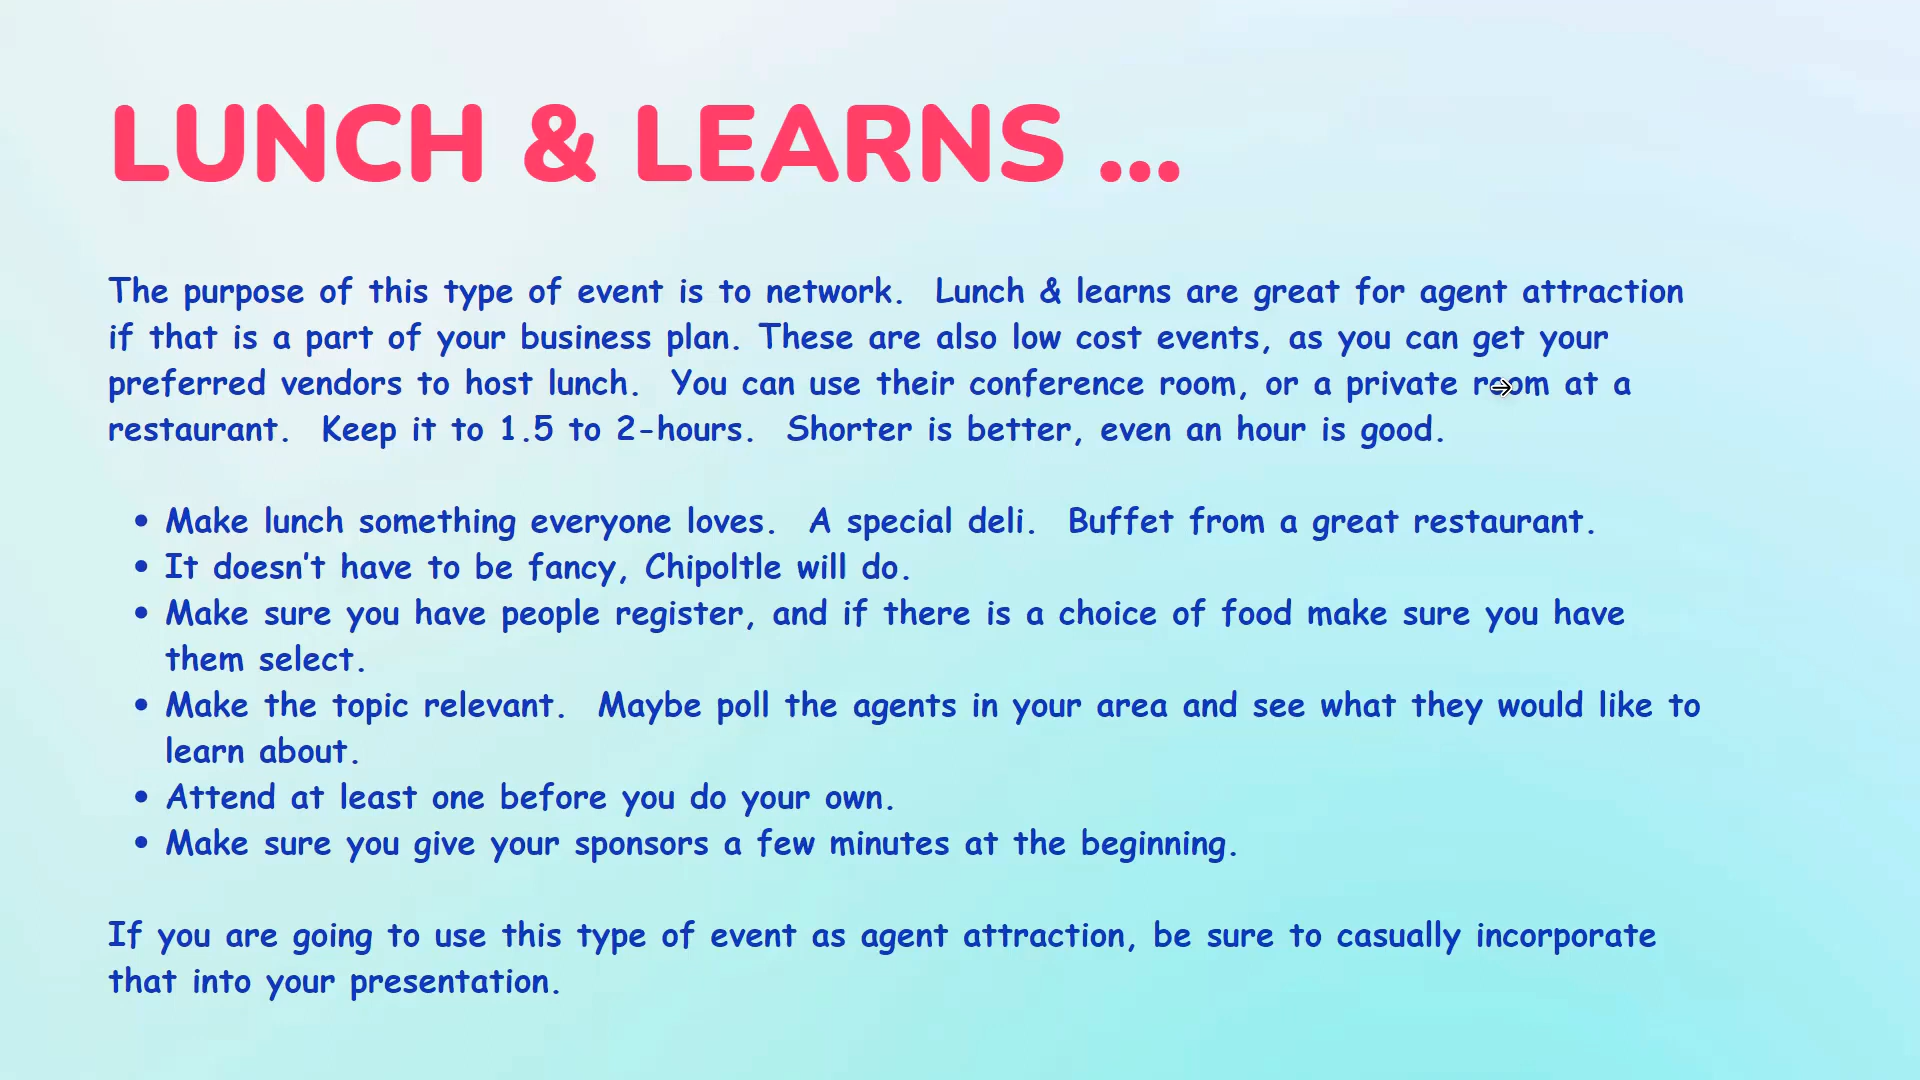 LUNCH & LEARNS ...
The purpose of this type of event is to network.  Lunch & learns are great for agent attraction
if that is a part of your business plan. These are also low cost events, as you can get your
preferred vendors to host lunch.  You can use their conference room, or a private room at a
restaurant.  Keep it to 1.5 to 2-hours.  Shorter is better, even an hour is good.
• Make lunch something everyone loves.  A special deli.  Buffet from a great restaurant.
• It doesn't have to be fancy, Chipoltle will do.
• Make sure you have people register, and if there is a choice of food make sure you have
them select.
• Make the topic relevant.  Maybe poll the agents in your area and see what they would like to
learn about.
• Attend at least one before you do your own.
• Make sure you give your sponsors a few minutes at the beginning.
If you are going to use this type of event as agent attraction, be sure to casually incorporate
that into your presentation.